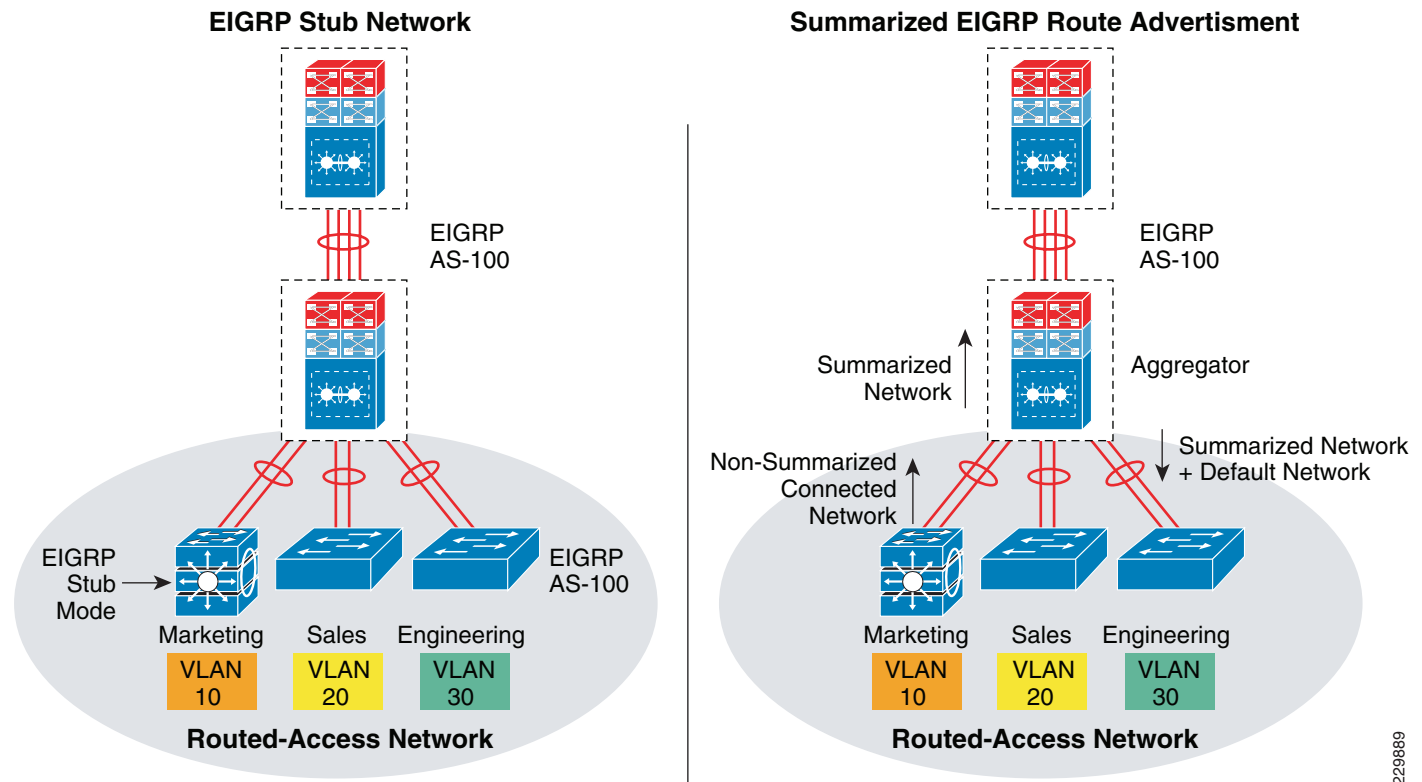 EIGRP Stub Network
EIGRP
AS-100
EIGRP
Stub
Mode
EIGRP
AS-100
Marketing
Sales
Engineering
VLAN
10
VLAN
20
VLAN
30
Routed-Access Network
Summarized EIGRP Route Advertisment
EIGRP
AS-100
Summarized
Network
Aggregator
Non-Summarized
Connected
Network
Summarized Network
+ Default Network
Marketing
Sales
Engineering
VLAN
10
VLAN
20
VLAN
30
Routed-Access Network
229889